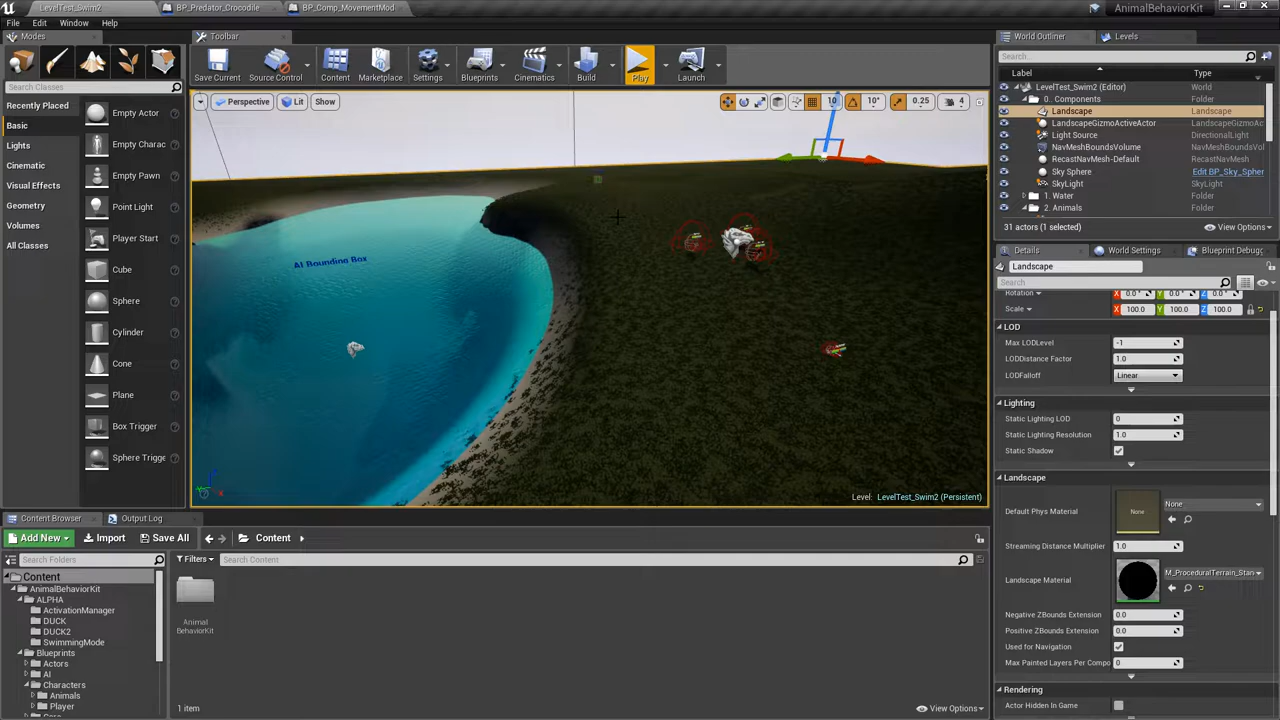 LevelTest_Swim2
BP_Predator_Crocodile
BP_Comp_MovementMod
AnimalBehaviorKit
File Edit Window Help
Modes
Toolbar
World Outliner
Levels
Save Current
Source Control
Content
Marketplace
Settings
Blueprints
Cinematics
Build
Play
Launch
Search Classes
Recently Placed
Basic
Lights
Cinematic
Visual Effects
Geometry
Volumes
All Classes
Empty Actor
Empty Charac
Empty Pawn
Point Light
Player Start
Cube
Sphere
Cylinder
Cone
Plane
Box Trigger
Sphere Trigge
Perspective
Lit
Show
10
10°
0.25
4
AI Bounding Box
Level: LevelTest_Swim2 (Persistent)
Search...
Label Type
LevelTest_Swim2 (Editor) World
0. Components Folder
Landscape Landscape
LandscapeGizmoActiveActor LandscapeGizmoAc
Light Source DirectionalLight
NavMeshBoundsVolume NavMeshBoundsVo
RecastNavMesh-Default RecastNavMesh
Sky Sphere Edit BP_Sky_Spher
SkyLight SkyLight
1. Water Folder
2. Animals Folder
31 actors (1 selected)
View Options
Details
World Settings
Blueprint Debug
Landscape
Search
Rotation X 0.0° Y 0.0° Z 0.0°
Scale X 100.0 Y 100.0 Z 100.0
LOD
Max LODLevel -1
LODDistance Factor 1.0
LODFalloff Linear
Lighting
Static Lighting LOD 0
Static Lighting Resolution 1.0
Static Shadow
Landscape
Default Phys Material None None
Streaming Distance Multiplier 1.0
Landscape Material M_ProceduralTerrain_Stan
Negative ZBounds Extension 0.0
Positive ZBounds Extension 0.0
Used for Navigation
Max Painted Layers Per Compo 0
Rendering
Actor Hidden In Game
Content Browser
Output Log
Add New
Import
Save All
Content
Search Folders
Filters
Search Content
Content
AnimalBehaviorKit
ALPHA
ActivationManager
DUCK
DUCK2
SwimmingMode
Blueprints
Actors
AI
Characters
Animals
Player
Animal
BehaviorKit
1 item
View Options